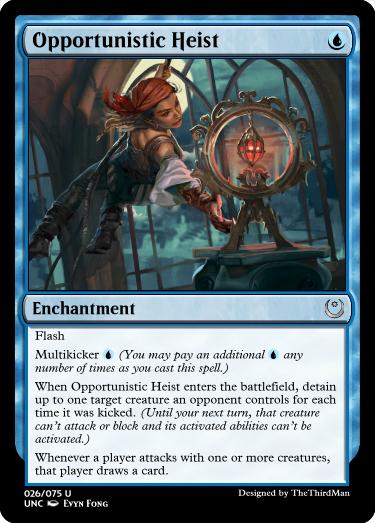 Opportunistic Heist
Enchantment
Flash
Multikicker (You may pay an additional any
number of times as you cast this spell.)
When Opportunistic Heist enters the battlefield, detain
up to one target creature an opponent controls for each
time it was kicked. (Until your next turn, that creature
can't attack or block and its activated abilities can't be
activated.)
Whenever a player attacks with one or more creatures,
that player draws a card.
026/075 U
Designed by TheThirdMan
UNC Evyn Fong